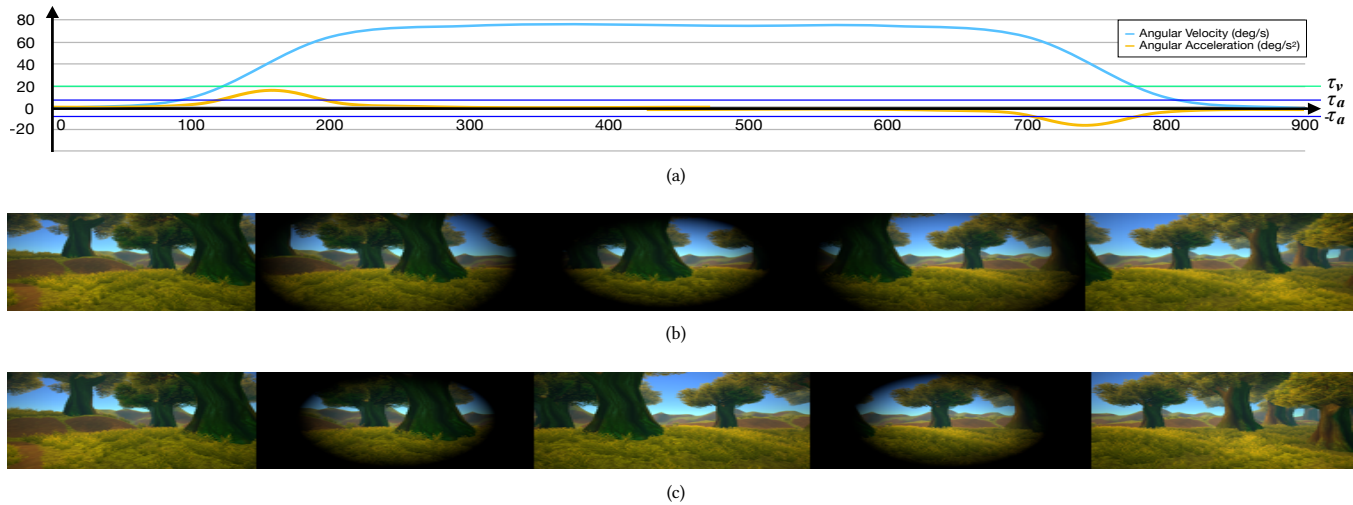 80
60
40
20
0
-20
Angular Velocity (deg/s)
Angular Acceleration (deg/s²)
τv
τa
-τa
0 100 200 300 400 500 600 700 800 900
(a)
(b)
(c)